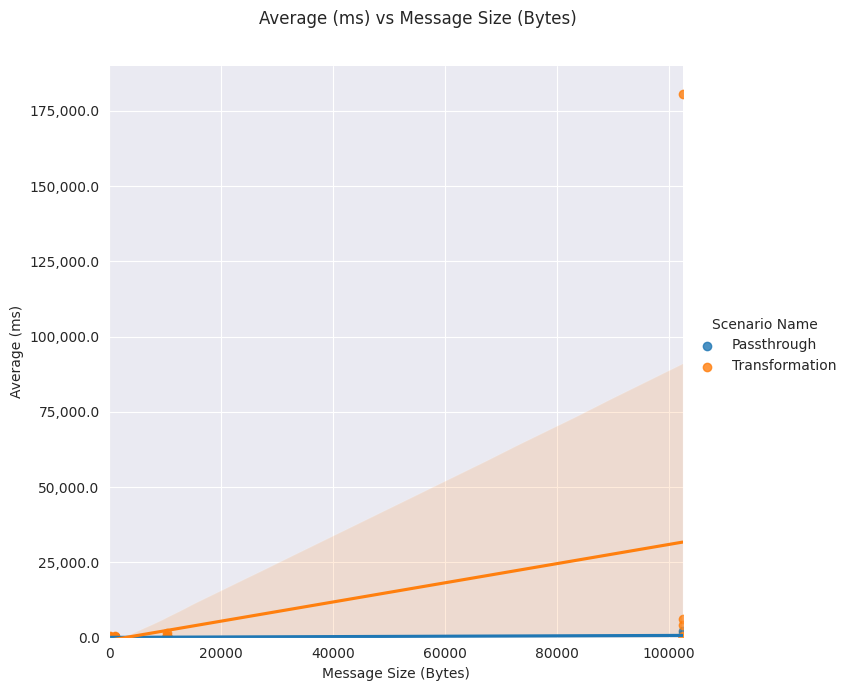 Average (ms) vs Message Size (Bytes)
175,000.0
150,000.0
125,000.0
100,000.0
75,000.0
50,000.0
25,000.0
0.0
Average (ms)
0 20000 40000 60000 80000 100000
Message Size (Bytes)
Scenario Name
Passthrough
Transformation